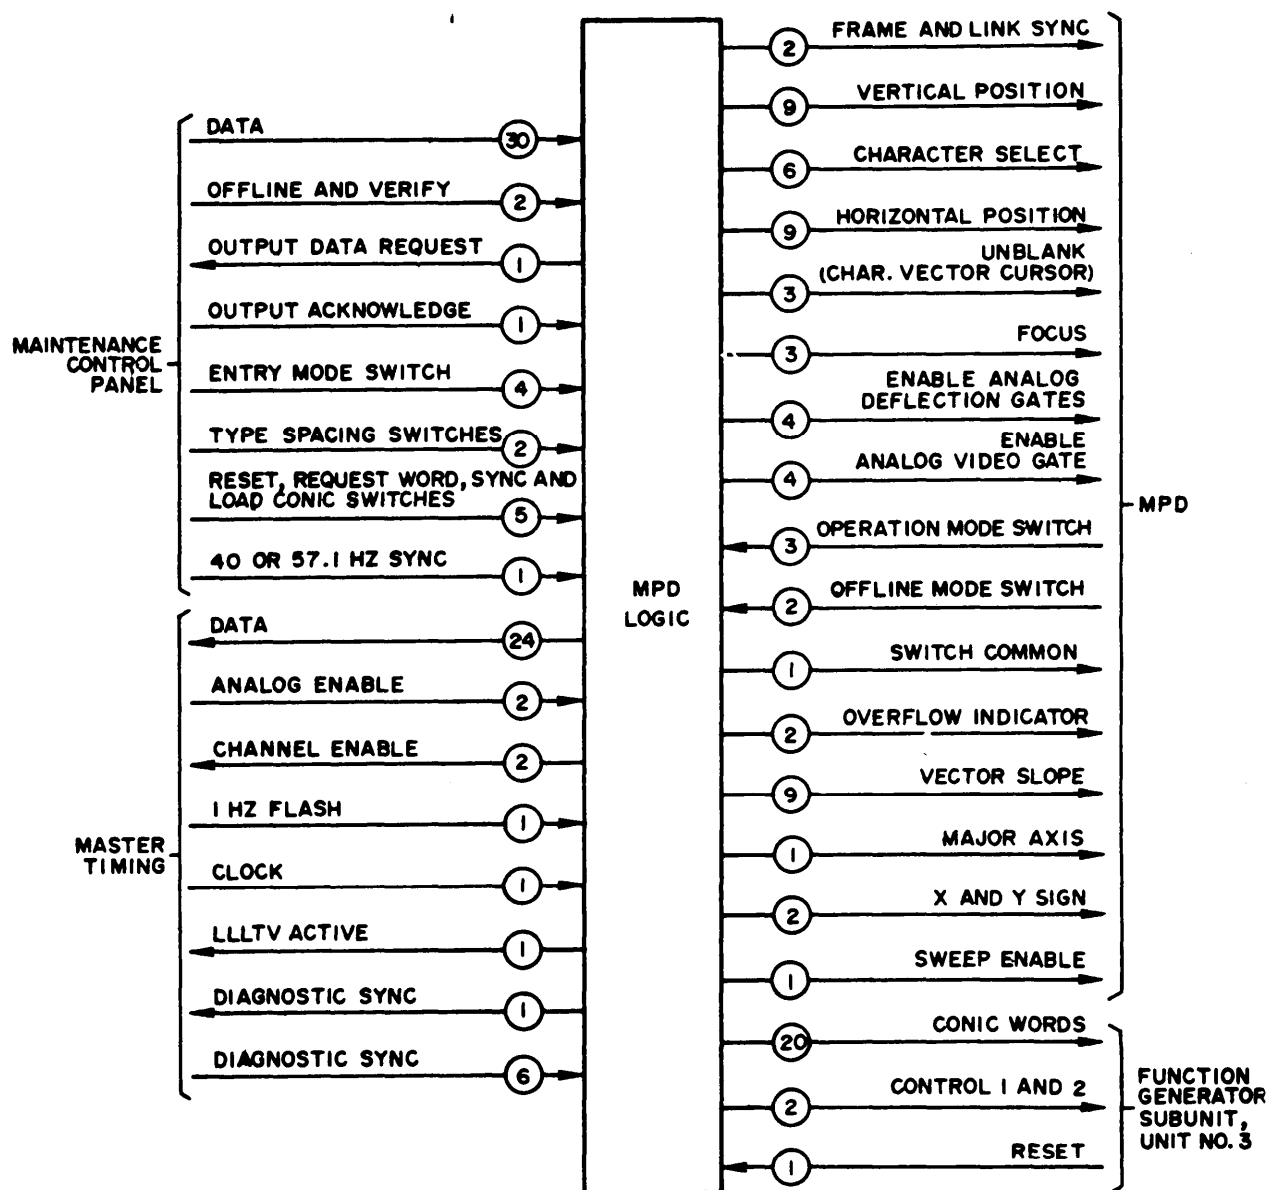 MAINTENANCE
CONTROL
PANEL
DATA
30
OFFLINE AND VERIFY
2
OUTPUT DATA REQUEST
1
OUTPUT ACKNOWLEDGE
1
ENTRY MODE SWITCH
4
TYPE SPACING SWITCHES
2
RESET, REQUEST WORD, SYNC AND
LOAD CONIC SWITCHES
5
40 OR 57.1 HZ SYNC
1
MASTER
TIMING
DATA
24
ANALOG ENABLE
2
CHANNEL ENABLE
2
1 HZ FLASH
1
CLOCK
1
LLLTV ACTIVE
1
DIAGNOSTIC SYNC
1
DIAGNOSTIC SYNC
6
MPD
LOGIC
2
FRAME AND LINK SYNC
9
VERTICAL POSITION
6
CHARACTER SELECT
9
HORIZONTAL POSITION
3
UNBLANK
(CHAR. VECTOR CURSOR)
3
FOCUS
4
ENABLE ANALOG
DEFLECTION GATES
4
ENABLE
ANALOG VIDEO GATE
3
OPERATION MODE SWITCH
2
OFFLINE MODE SWITCH
1
SWITCH COMMON
2
OVERFLOW INDICATOR
9
VECTOR SLOPE
1
MAJOR AXIS
2
X AND Y SIGN
1
SWEEP ENABLE
MPD
20
CONIC WORDS
2
CONTROL 1 AND 2
1
RESET
FUNCTION
GENERATOR
SUBUNIT,
UNIT NO. 3